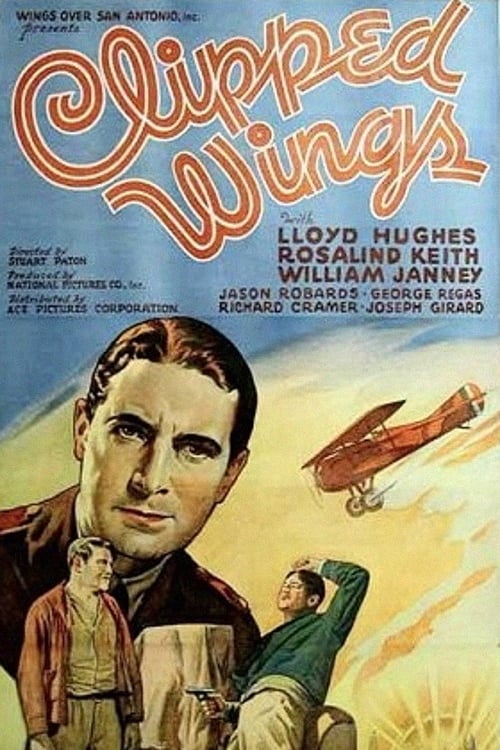 WINGS OVER SAN ANTONIO, Inc.
Presents
Clipped
Wings
with
LLOYD HUGHES
ROSALIND KEITH
WILLIAM JANNEY
JASON ROBARDS · GEORGE REGAS
RICHARD CRAMER · JOSEPH GIRARD
Directed by
STUART PATON
Produced by
NATIONAL PICTURES CO., Inc.
Distributed by
ACE PICTURES CORPORATION